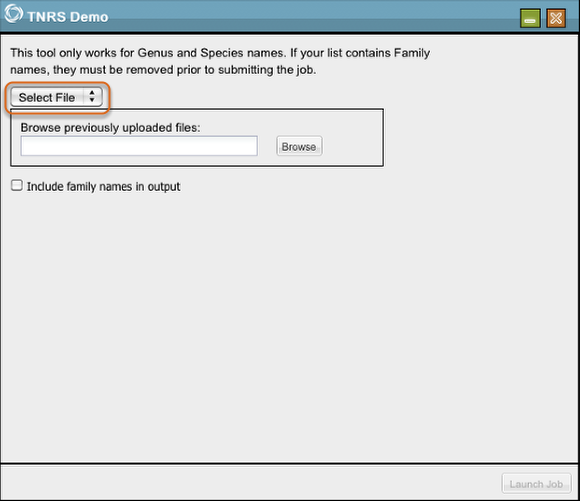 TNRS Demo
This tool only works for Genus and Species names. If your list contains Family
names, they must be removed prior to submitting the job.
Select File
Browse previously uploaded files:
Browse
Include family names in output
Launch Job